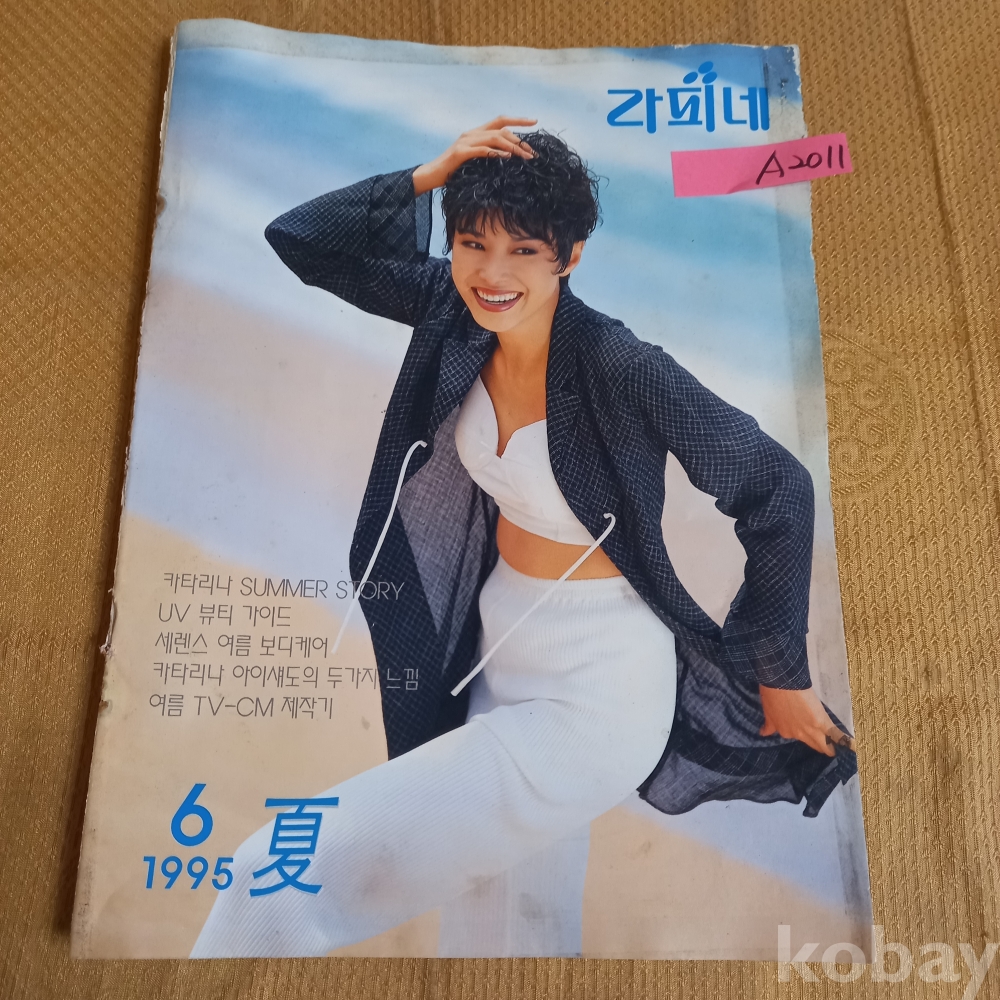 라피네
A2011
카타리나 SUMMER STORY
UV 뷰티 가이드
세렌스 여름 보디케어
카타리나 아이섀도의 두가지 느낌
여름 TV-CM 제작기
6
1995 夏
kobay